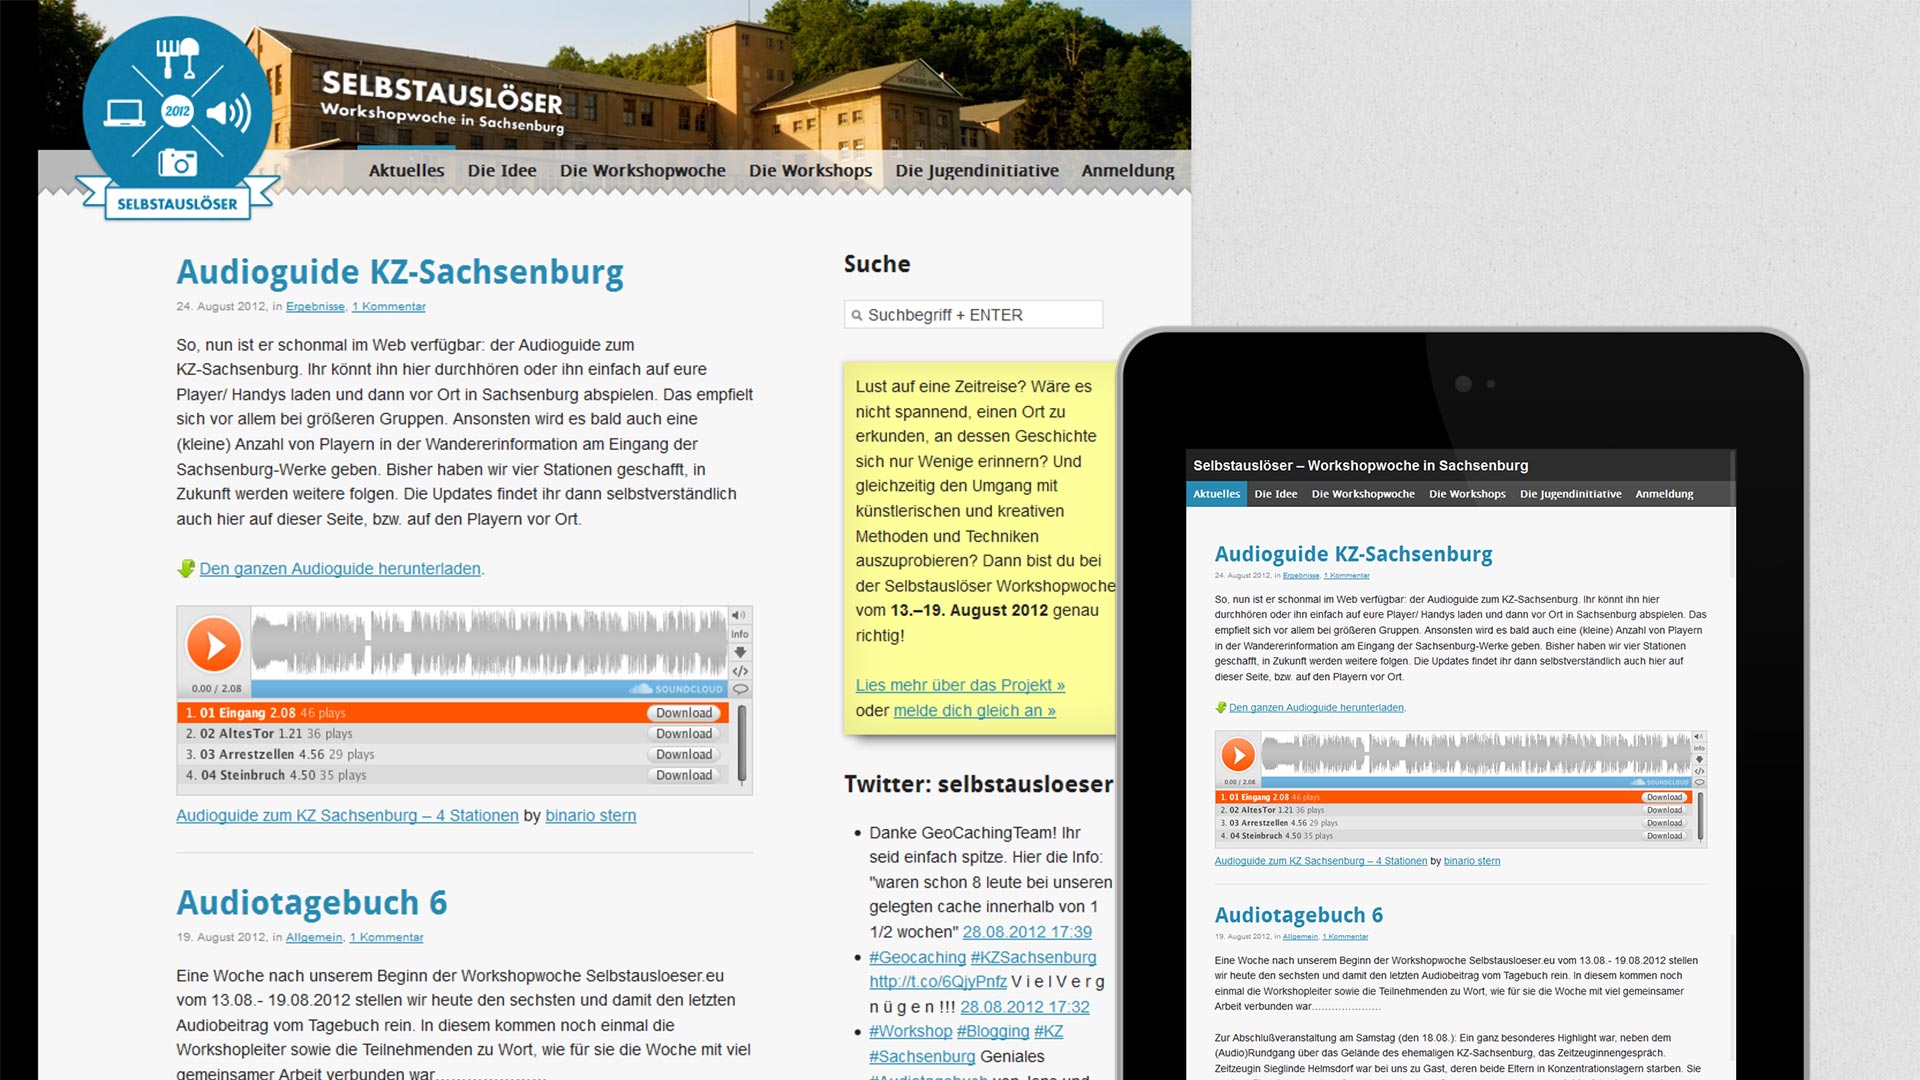 2012
SELBSTAUSLÖSER
SELBSTAUSLÖSER
Workshopwoche in Sachsenburg
Aktuelles Die Idee Die Workshopwoche Die Workshops Die Jugendinitiative Anmeldung
Audioguide KZ-Sachsenburg
24. August 2012, in Ergebnisse, 1 Kommentar
So, nun ist er schonmal im Web verfügbar: der Audioguide zum
KZ-Sachsenburg. Ihr könnt ihn hier durchhören oder ihn einfach auf eure
Player/ Handys laden und dann vor Ort in Sachsenburg abspielen. Das empfielt
sich vor allem bei größeren Gruppen. Ansonsten wird es bald auch eine
(kleine) Anzahl von Playern in der Wandererinformation am Eingang der
Sachsenburg-Werke geben. Bisher haben wir vier Stationen geschafft, in
Zukunft werden weitere folgen. Die Updates findet ihr dann selbstverständlich
auch hier auf dieser Seite, bzw. auf den Playern vor Ort.
Den ganzen Audioguide herunterladen.
Info
0.00 / 2.08
SOUNDCLOUD
1. 01 Eingang 2.08 46 plays Download
2. 02 AltesTor 1.21 36 plays Download
3. 03 Arrestzellen 4.56 29 plays Download
4. 04 Steinbruch 4.50 35 plays Download
Audioguide zum KZ Sachsenburg – 4 Stationen by binario stern
Audiotagebuch 6
19. August 2012, in Allgemein, 1 Kommentar
Eine Woche nach unserem Beginn der Workshopwoche Selbstausloeser.eu
vom 13.08.- 19.08.2012 stellen wir heute den sechsten und damit den letzten
Audiobeitrag vom Tagebuch rein. In diesem kommen noch einmal die
Workshopleiter sowie die Teilnehmenden zu Wort, wie für sie die Woche mit viel
gemeinsamer Arbeit verbunden war…………………
Suche
Suchbegriff + ENTER
Lust auf eine Zeitreise? Wäre es
nicht spannend, einen Ort zu
erkunden, an dessen Geschichte
sich nur Wenige erinnern? Und
gleichzeitig den Umgang mit
künstlerischen und kreativen
Methoden und Techniken
auszuprobieren? Dann bist du bei
der Selbstauslöser Workshopwoche
vom 13.–19. August 2012 genau
richtig!
Lies mehr über das Projekt »
oder melde dich gleich an »
Twitter: selbstausloeser
Danke GeoCachingTeam! Ihr
seid einfach spitze. Hier die Info:
"waren schon 8 leute bei unseren
gelegten cache innerhalb von 1
1/2 wochen" 28.08.2012 17:39
#Geocaching #KZSachsenburg
http://t.co/6QjyPnfz V i e l V e r g
n ü g e n !!! 28.08.2012 17:32
#Workshop #Blogging #KZ
#Sachsenburg Geniales
#Audiotagebuch von Jens und
Selbstauslöser – Workshopwoche in Sachsenburg
Aktuelles Die Idee Die Workshopwoche Die Workshops Die Jugendinitiative Anmeldung
Audioguide KZ-Sachsenburg
24. August 2012, in Ergebnisse, 1 Kommentar
So, nun ist er schonmal im Web verfügbar: der Audioguide zum KZ-Sachsenburg. Ihr könnt ihn hier
durchhören oder ihn einfach auf eure Player/ Handys laden und dann vor Ort in Sachsenburg abspielen. Das
empfielt sich vor allem bei größeren Gruppen. Ansonsten wird es bald auch eine (kleine) Anzahl von Playern
in der Wandererinformation am Eingang der Sachsenburg-Werke geben. Bisher haben wir vier Stationen
geschafft, in Zukunft werden weitere folgen. Die Updates findet ihr dann selbstverständlich auch hier auf
dieser Seite, bzw. auf den Playern vor Ort.
Den ganzen Audioguide herunterladen.
Info
0.00 / 2.08
SOUNDCLOUD
1. 01 Eingang 2.08 46 plays Download
2. 02 AltesTor 1.21 36 plays Download
3. 03 Arrestzellen 4.56 29 plays Download
4. 04 Steinbruch 4.50 35 plays Download
Audioguide zum KZ Sachsenburg – 4 Stationen by binario stern
Audiotagebuch 6
19. August 2012, in Allgemein, 1 Kommentar
Eine Woche nach unserem Beginn der Workshopwoche Selbstausloeser.eu vom 13.08.- 19.08.2012 stellen
wir heute den sechsten und damit den letzten Audiobeitrag vom Tagebuch rein. In diesem kommen noch
einmal die Workshopleiter sowie die Teilnehmenden zu Wort, wie für sie die Woche mit viel gemeinsamer
Arbeit verbunden war…………………
Zur Abschlußveranstaltung am Samstag (den 18.08.): Ein ganz besonderes Highlight war, neben dem
(Audio)Rundgang über das Gelände des ehemaligen KZ-Sachsenburg, das Zeitzeuginnengespräch.
Zeitzeugin Sieglinde Helmsdorf war bei uns zu Gast, deren beide Eltern in Konzentrationslagern starben. Sie